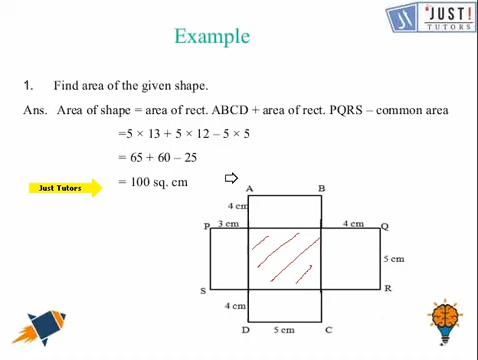 JUST!
TUTORS
Example
1. Find area of the given shape.
Ans. Area of shape = area of rect. ABCD + area of rect. PQRS – common area
=5 × 13 + 5 × 12 – 5 × 5
= 65 + 60 – 25
Just Tutors
= 100 sq. cm
A B
4 cm
P 3 cm 4 cm Q
5 cm
S R
4 cm
D 5 cm C